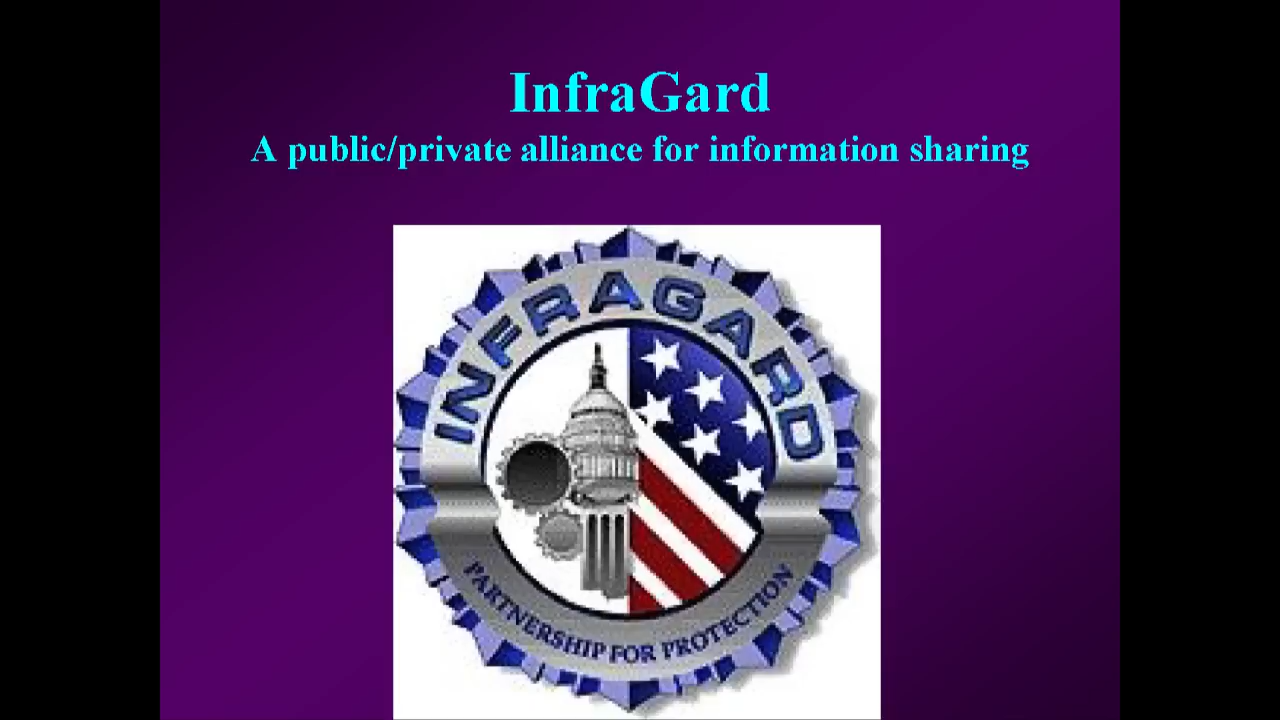 InfraGard
A public/private alliance for information sharing
INFRAGARD
PARTNERSHIP FOR PROTECTION